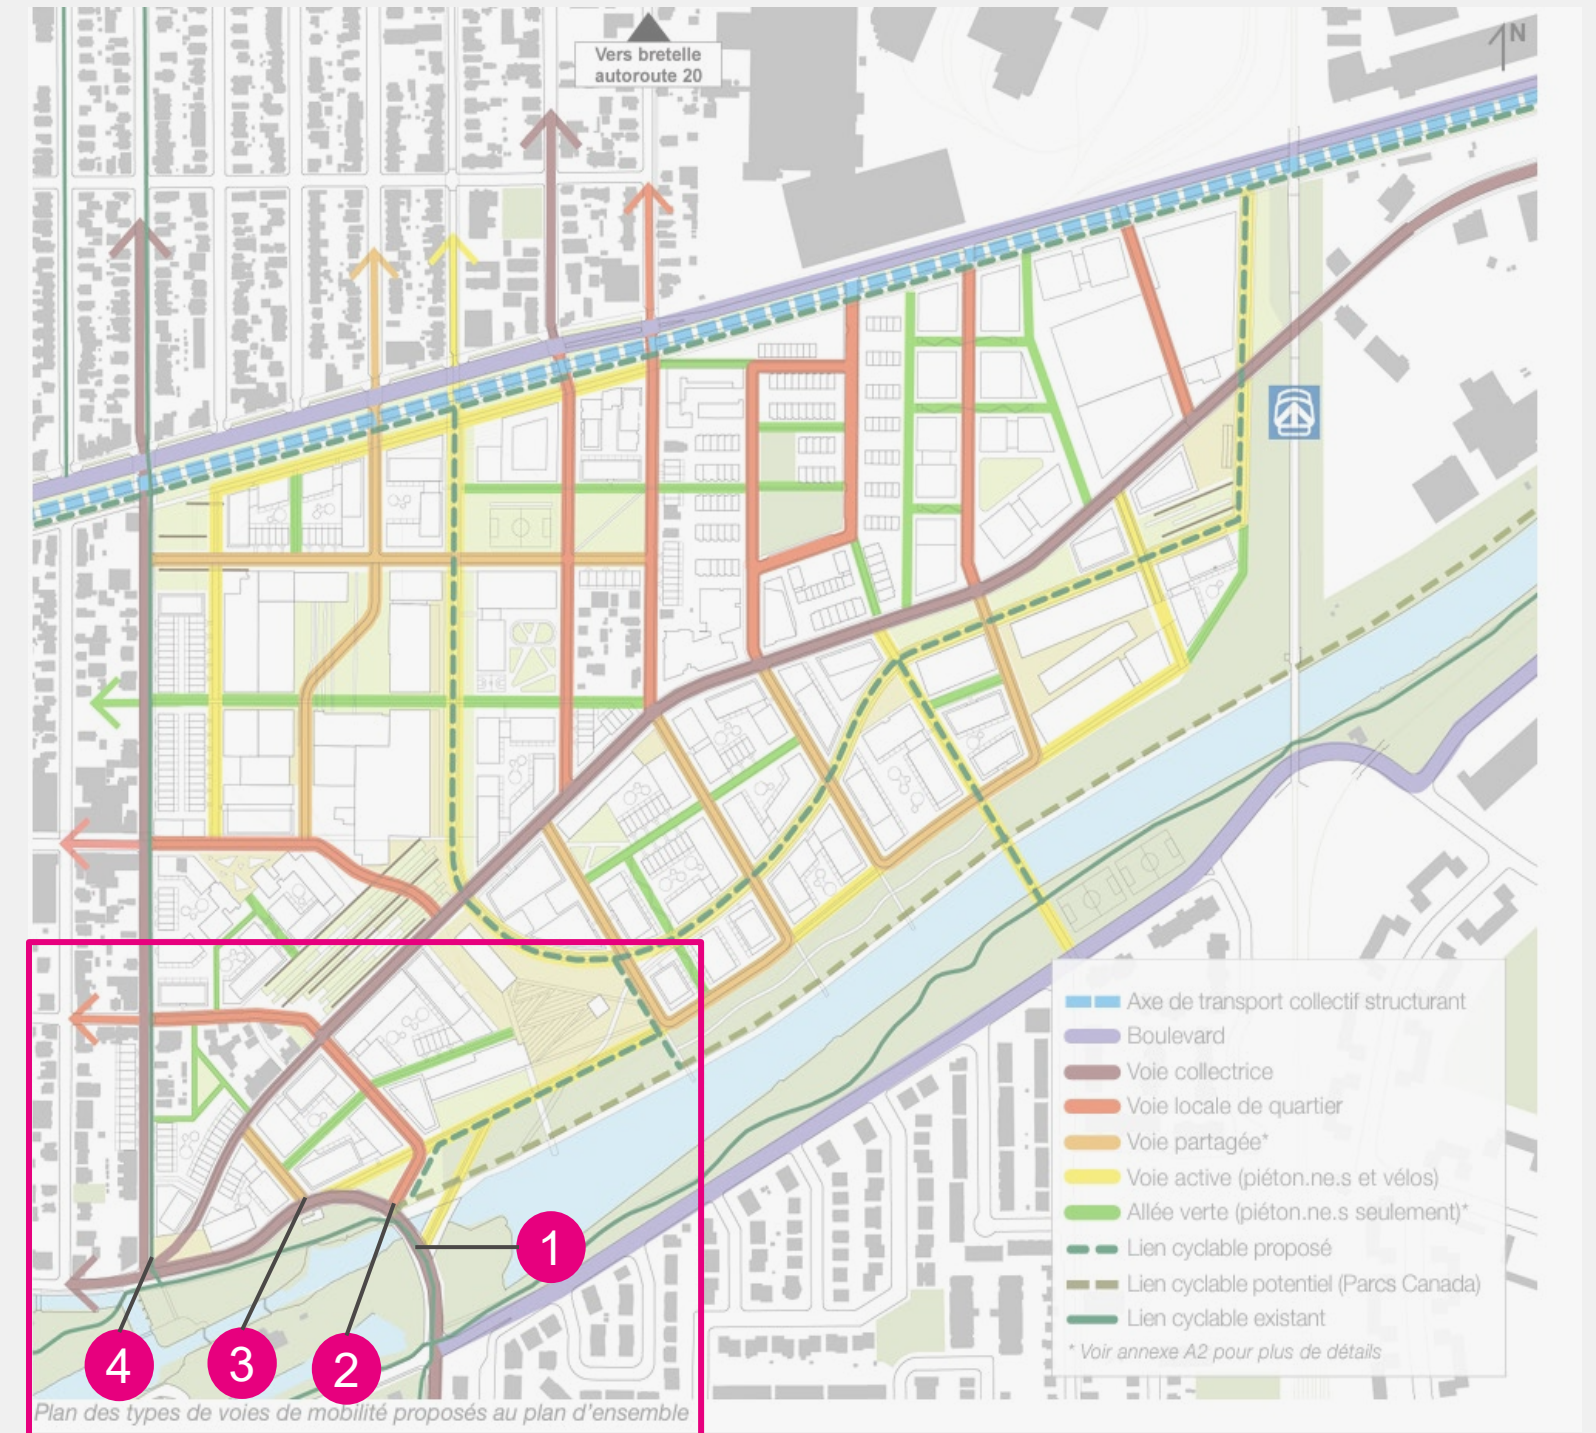 Vers bretelle
autoroute 20
N
Axe de transport collectif structurant
Boulevard
Voie collectrice
Voie locale de quartier
Voie partagée*
Voie active (piéton.ne.s et vélos)
Allée verte (piéton.ne.s seulement)*
Lien cyclable proposé
Lien cyclable potentiel (Parcs Canada)
Lien cyclable existant
* Voir annexe A2 pour plus de détails
1
2
3
4
Plan des types de voies de mobilité proposés au plan d'ensemble